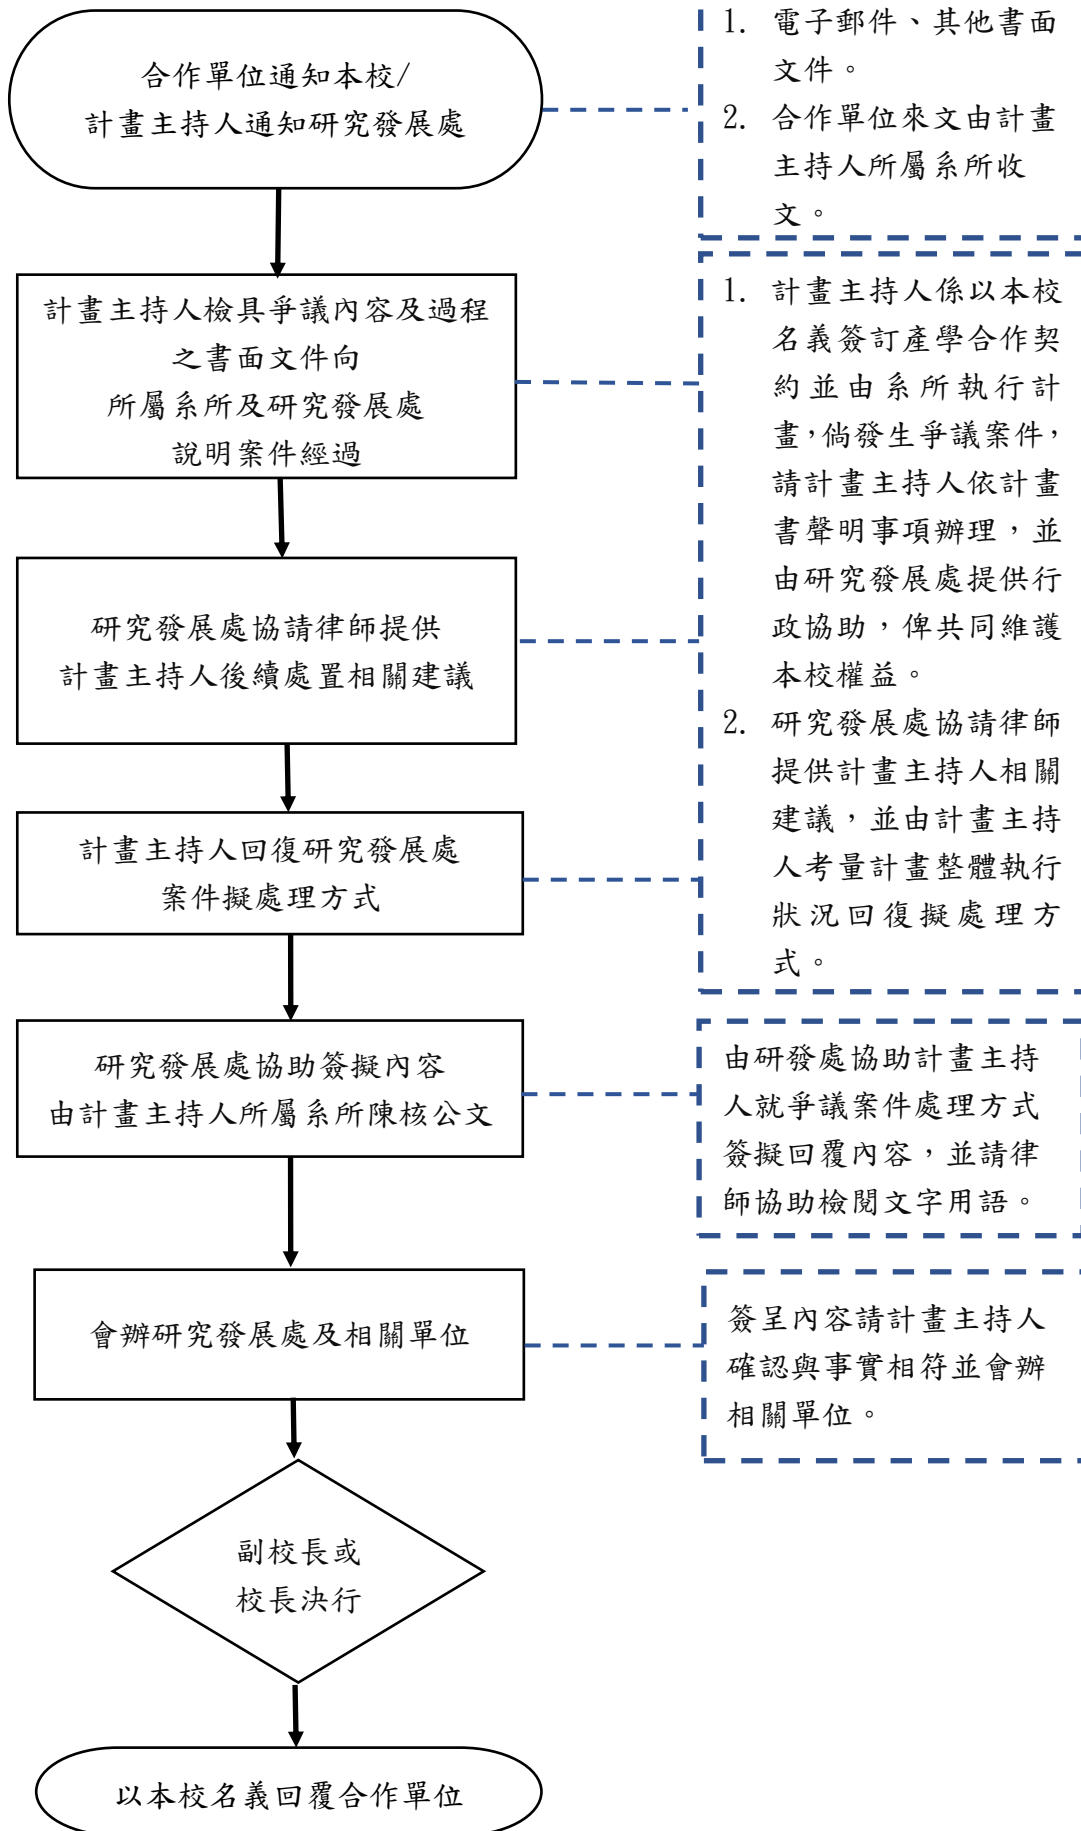 合作單位通知本校/
計畫主持人通知研究發展處
1. 電子郵件、其他書面
文件。
2. 合作單位來文由計畫
主持人所屬系所收
文。
計畫主持人檢具爭議內容及過程
之書面文件向
所屬系所及研究發展處
說明案件經過
1. 計畫主持人係以本校
名義簽訂產學合作契
約並由系所執行計
畫，倘發生爭議案件，
請計畫主持人依計畫
書聲明事項辦理，並
由研究發展處提供行
政協助，俾共同維護
本校權益。
2. 研究發展處協請律師
提供計畫主持人相關
建議，並由計畫主持
人考量計畫整體執行
狀況回復擬處理方
式。
研究發展處協請律師提供
計畫主持人後續處置相關建議
計畫主持人回復研究發展處
案件擬處理方式
研究發展處協助簽擬內容
由計畫主持人所屬系所陳核公文
由研發處協助計畫主持
人就爭議案件處理方式
簽擬回覆內容，並請律
師協助檢閱文字用語。
會辦研究發展處及相關單位
簽呈內容請計畫主持人
確認與事實相符並會辦
相關單位。
副校長或
校長決行
以本校名義回覆合作單位